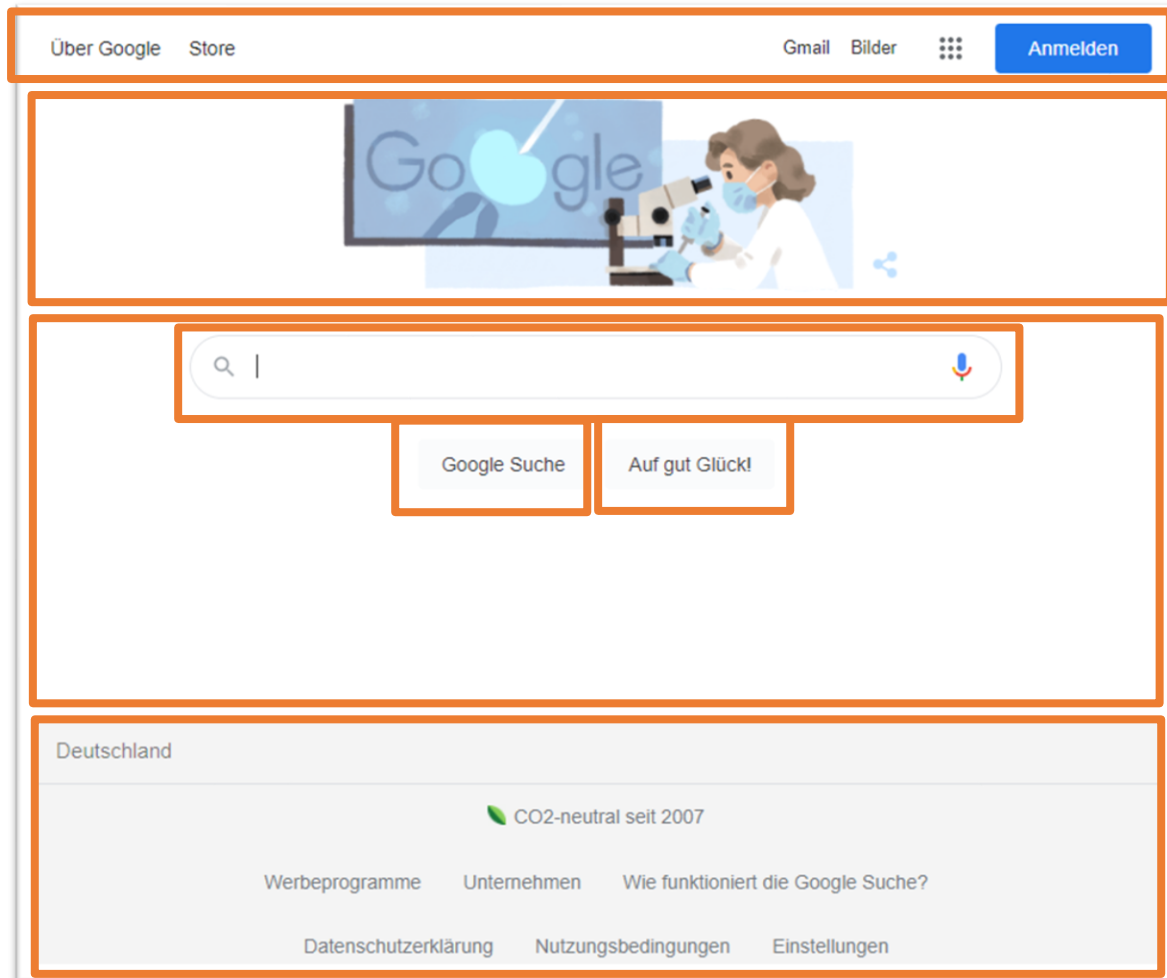 Über Google Store Gmail Bilder Anmelden
Google
Google Suche Auf gut Glück!
Deutschland
CO2-neutral seit 2007
Werbeprogramme Unternehmen Wie funktioniert die Google Suche?
Datenschutzerklärung Nutzungsbedingungen Einstellungen